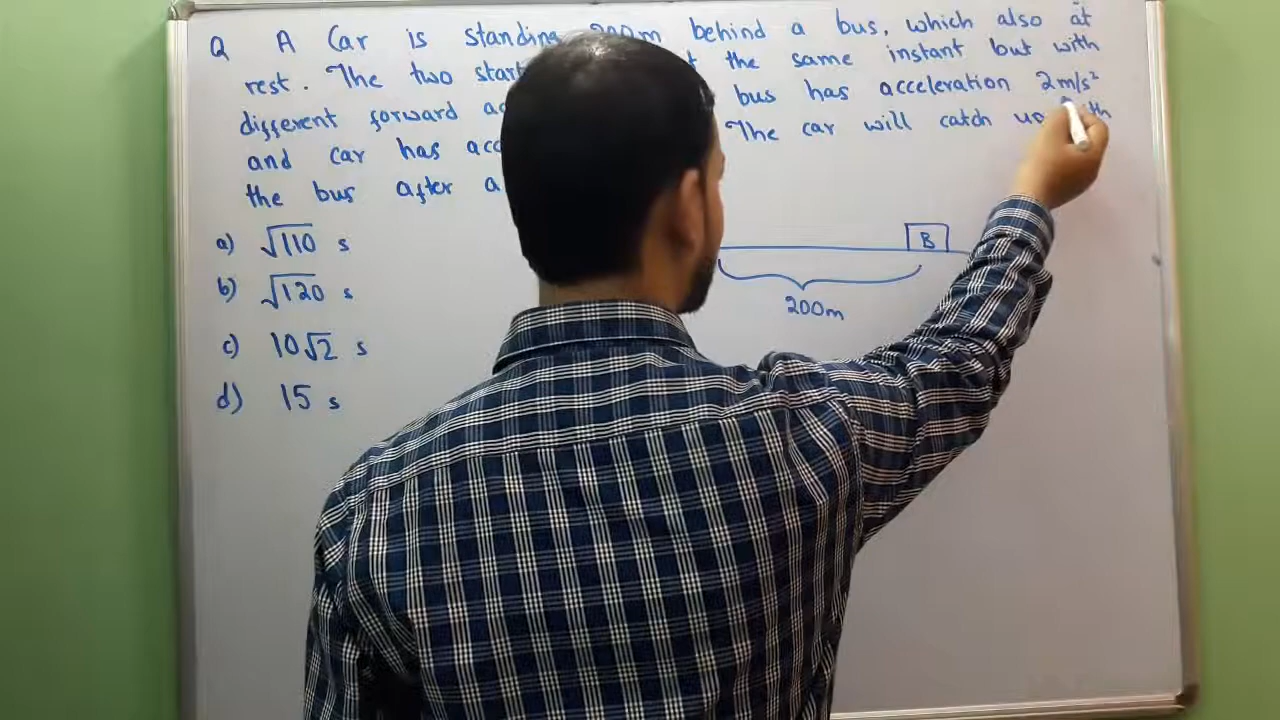 Q A Car is standing 200m behind a bus, which also at
rest. The two start the same instant but with
different forward bus has acceleration 2m/s²
and car has The car will catch up
the bus after a
a) √110 s
b) √120 s
c) 10√2 s
d) 15 s
B
200m